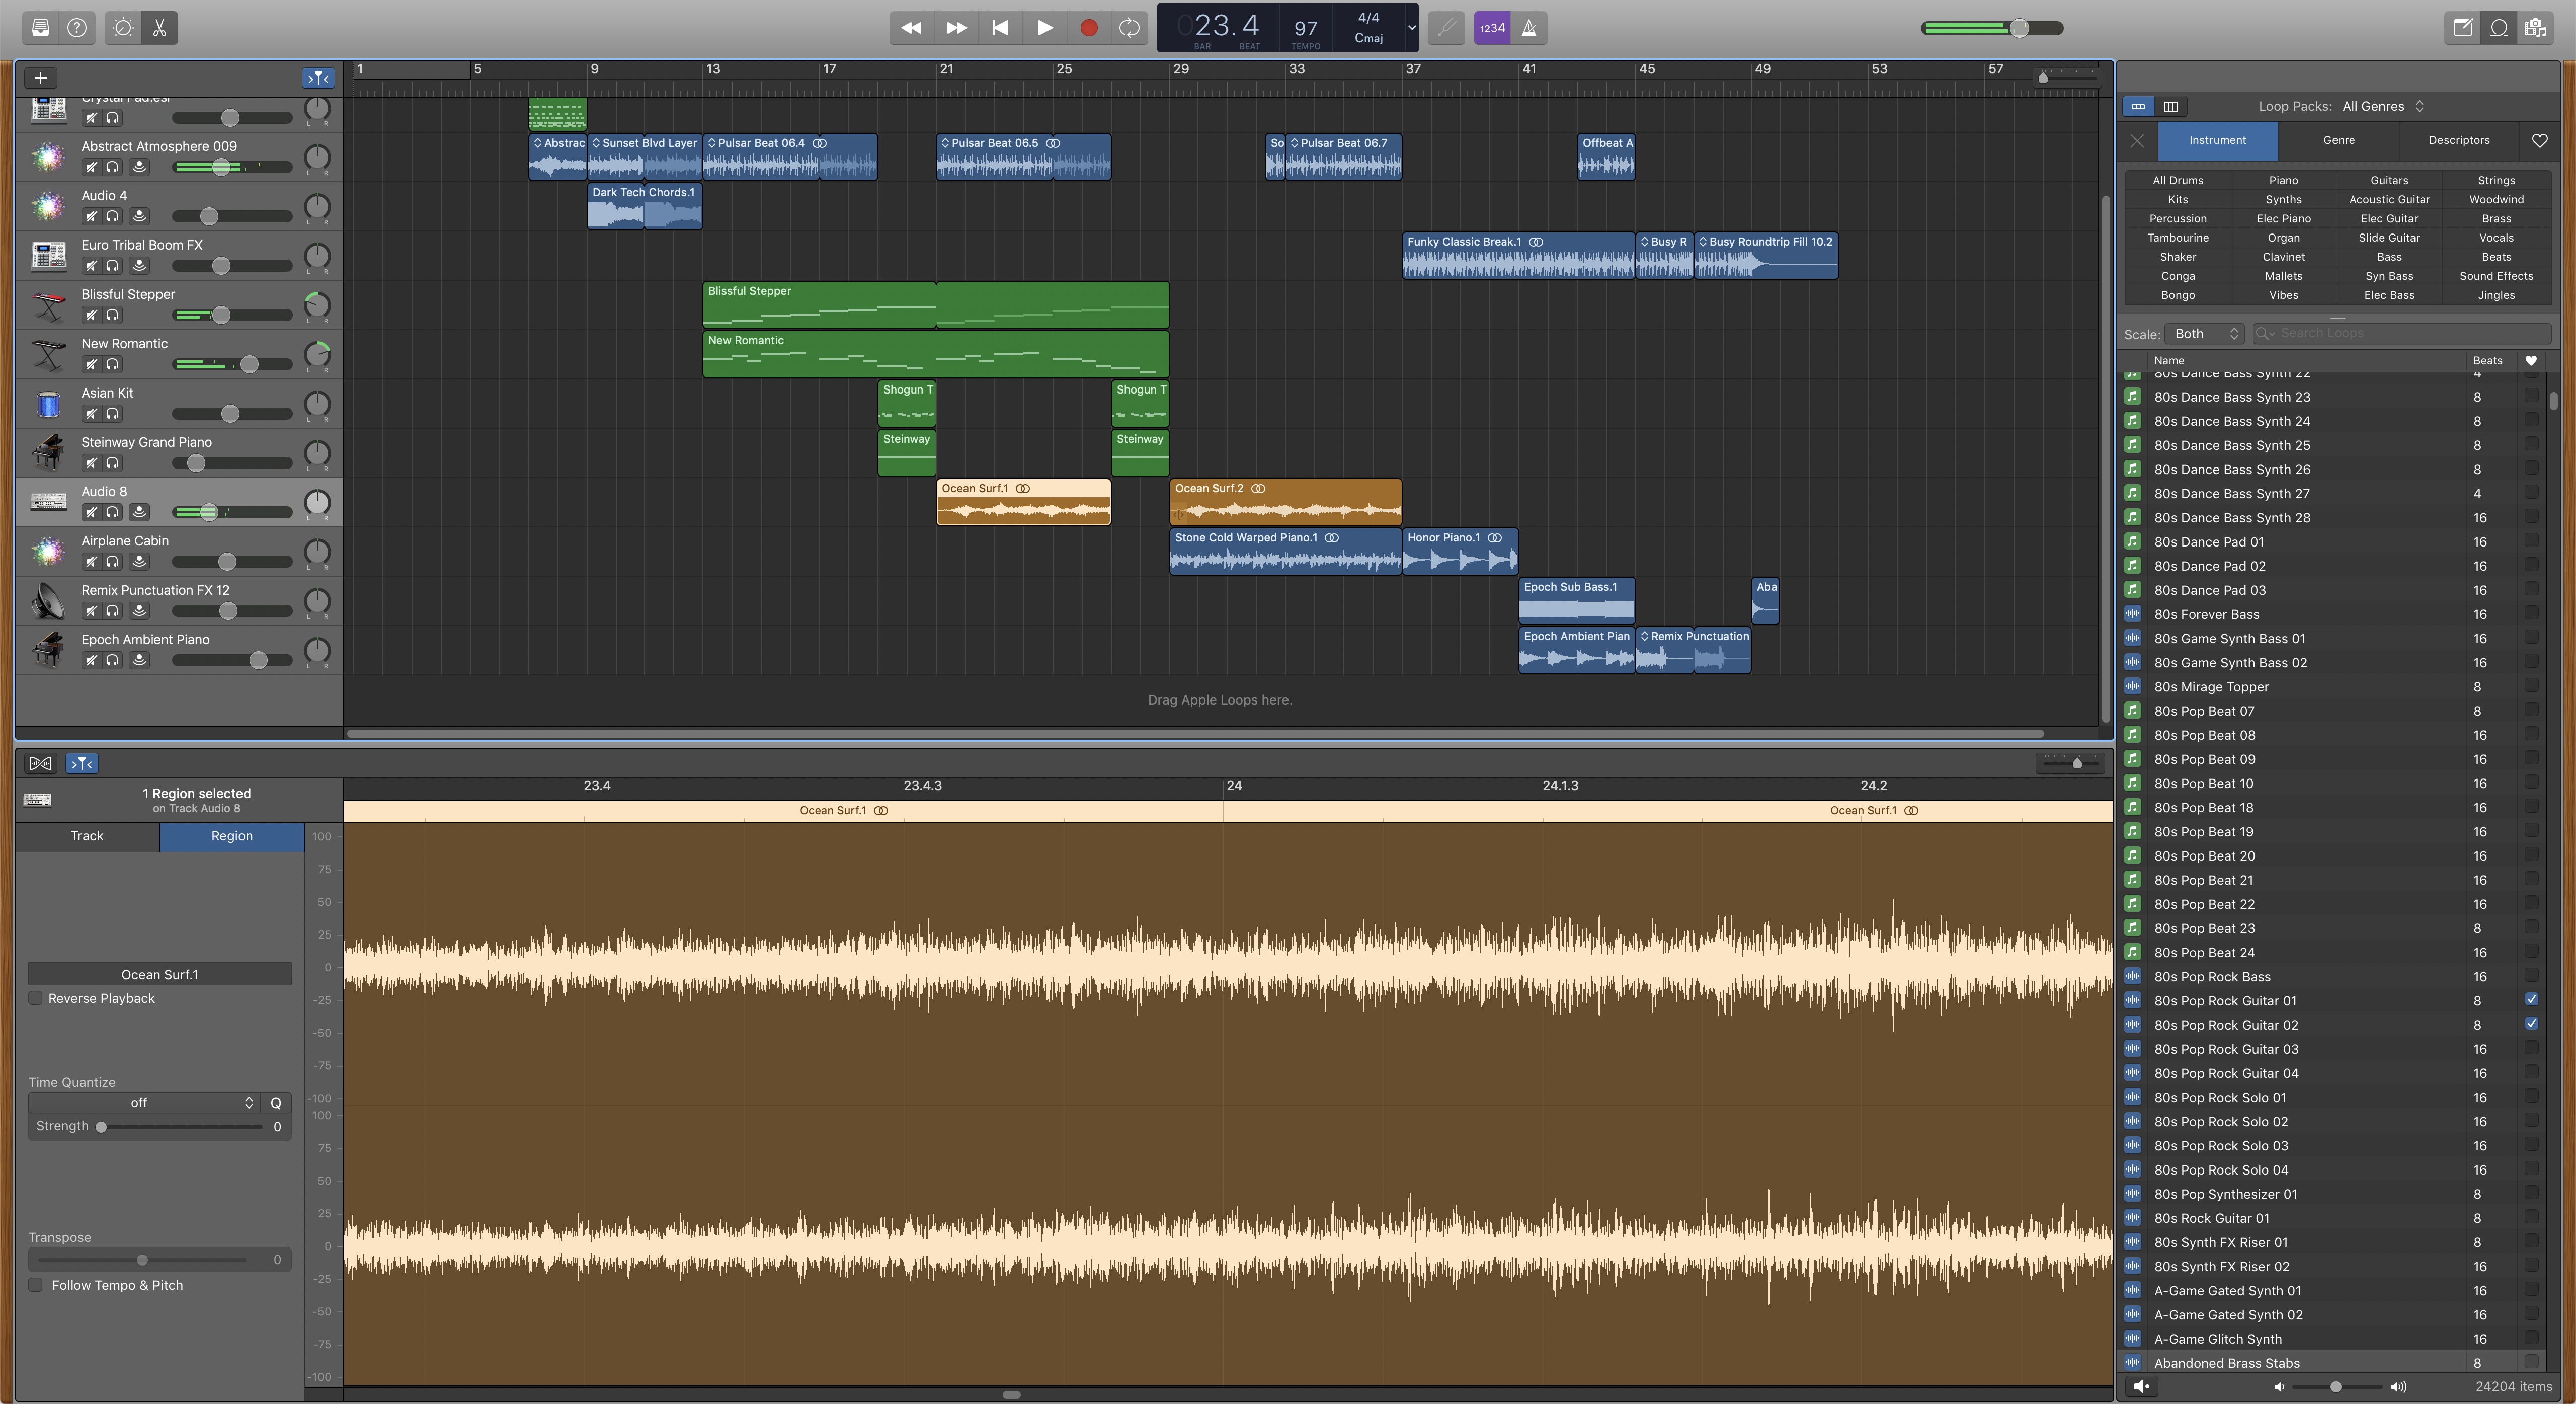 023.4
97
4/4
Cmaj
BAR
BEAT
TEMPO
1234
1 5 9 13 17 21 25 29 33 37 41 45 49 53 57
Crystal Pad.esi
Abstract Atmosphere 009
Audio 4
Euro Tribal Boom FX
Blissful Stepper
New Romantic
Asian Kit
Steinway Grand Piano
Audio 8
Airplane Cabin
Remix Punctuation FX 12
Epoch Ambient Piano
Abstrac
Sunset Blvd Layer
Pulsar Beat 06.4
Pulsar Beat 06.5
So
Pulsar Beat 06.7
Offbeat A
Dark Tech Chords.1
Funky Classic Break.1
Busy R
Busy Roundtrip Fill 10.2
Blissful Stepper
New Romantic
Shogun T
Shogun T
Steinway
Steinway
Ocean Surf.1
Ocean Surf.2
Stone Cold Warped Piano.1
Honor Piano.1
Epoch Sub Bass.1
Aba
Epoch Ambient Pian
Remix Punctuation
Drag Apple Loops here.
1 Region selected
on Track Audio 8
Track
Region
Ocean Surf.1
Reverse Playback
Time Quantize
off
Q
Strength
0
Transpose
0
Follow Tempo & Pitch
23.4
23.4.3
24
24.1.3
24.2
Ocean Surf.1
Ocean Surf.1
100
75
50
25
0
-25
-50
-75
-100
100
75
50
25
0
-25
-50
-75
-100
Loop Packs: All Genres
Instrument
Genre
Descriptors
All Drums Piano Guitars Strings
Kits Synths Acoustic Guitar Woodwind
Percussion Elec Piano Elec Guitar Brass
Tambourine Organ Slide Guitar Vocals
Shaker Clavinet Bass Beats
Conga Mallets Syn Bass Sound Effects
Bongo Vibes Elec Bass Jingles
Scale: Both
Search Loops
Name Beats
80s Dance Bass Synth 22 4
80s Dance Bass Synth 23 8
80s Dance Bass Synth 24 8
80s Dance Bass Synth 25 8
80s Dance Bass Synth 26 8
80s Dance Bass Synth 27 4
80s Dance Bass Synth 28 16
80s Dance Pad 01 16
80s Dance Pad 02 16
80s Dance Pad 03 16
80s Forever Bass 16
80s Game Synth Bass 01 16
80s Game Synth Bass 02 16
80s Mirage Topper 8
80s Pop Beat 07 8
80s Pop Beat 08 16
80s Pop Beat 09 16
80s Pop Beat 10 16
80s Pop Beat 18 16
80s Pop Beat 19 16
80s Pop Beat 20 16
80s Pop Beat 21 16
80s Pop Beat 22 16
80s Pop Beat 23 8
80s Pop Beat 24 16
80s Pop Rock Bass 16
80s Pop Rock Guitar 01 8
80s Pop Rock Guitar 02 8
80s Pop Rock Guitar 03 16
80s Pop Rock Guitar 04 16
80s Pop Rock Solo 01 16
80s Pop Rock Solo 02 16
80s Pop Rock Solo 03 16
80s Pop Rock Solo 04 16
80s Pop Synthesizer 01 8
80s Rock Guitar 01 8
80s Synth FX Riser 01 8
80s Synth FX Riser 02 16
A-Game Gated Synth 01 16
A-Game Gated Synth 02 16
A-Game Glitch Synth 16
Abandoned Brass Stabs 8
24204 items